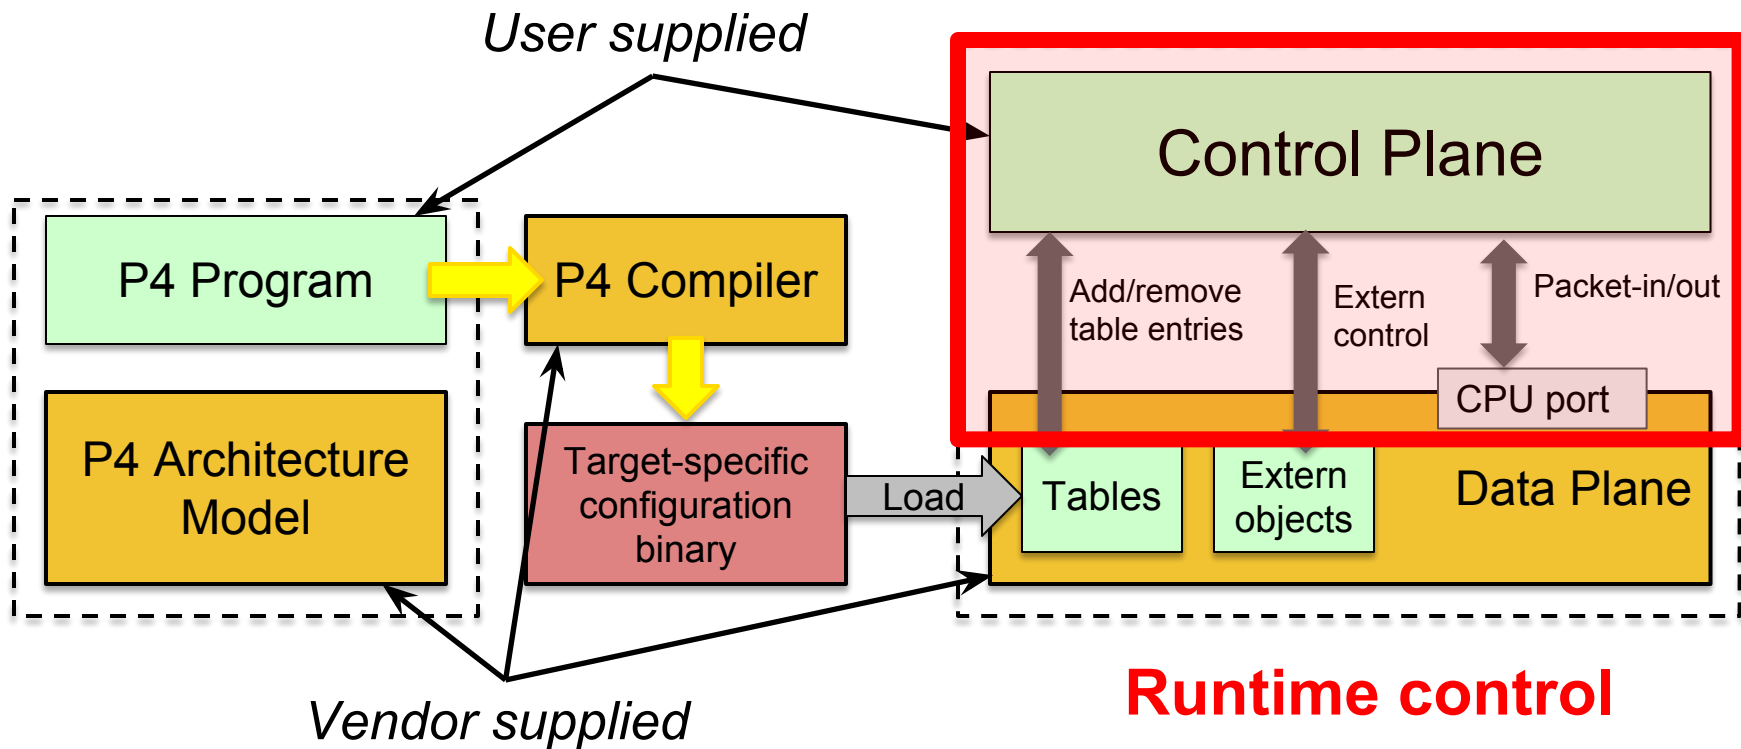 User supplied
Control Plane
P4 Program
P4 Compiler
Add/remove
table entries
Extern
control
Packet-in/out
CPU port
P4 Architecture
Model
Target-specific
configuration
binary
Load
Tables
Extern
objects
Data Plane
Runtime control
Vendor supplied